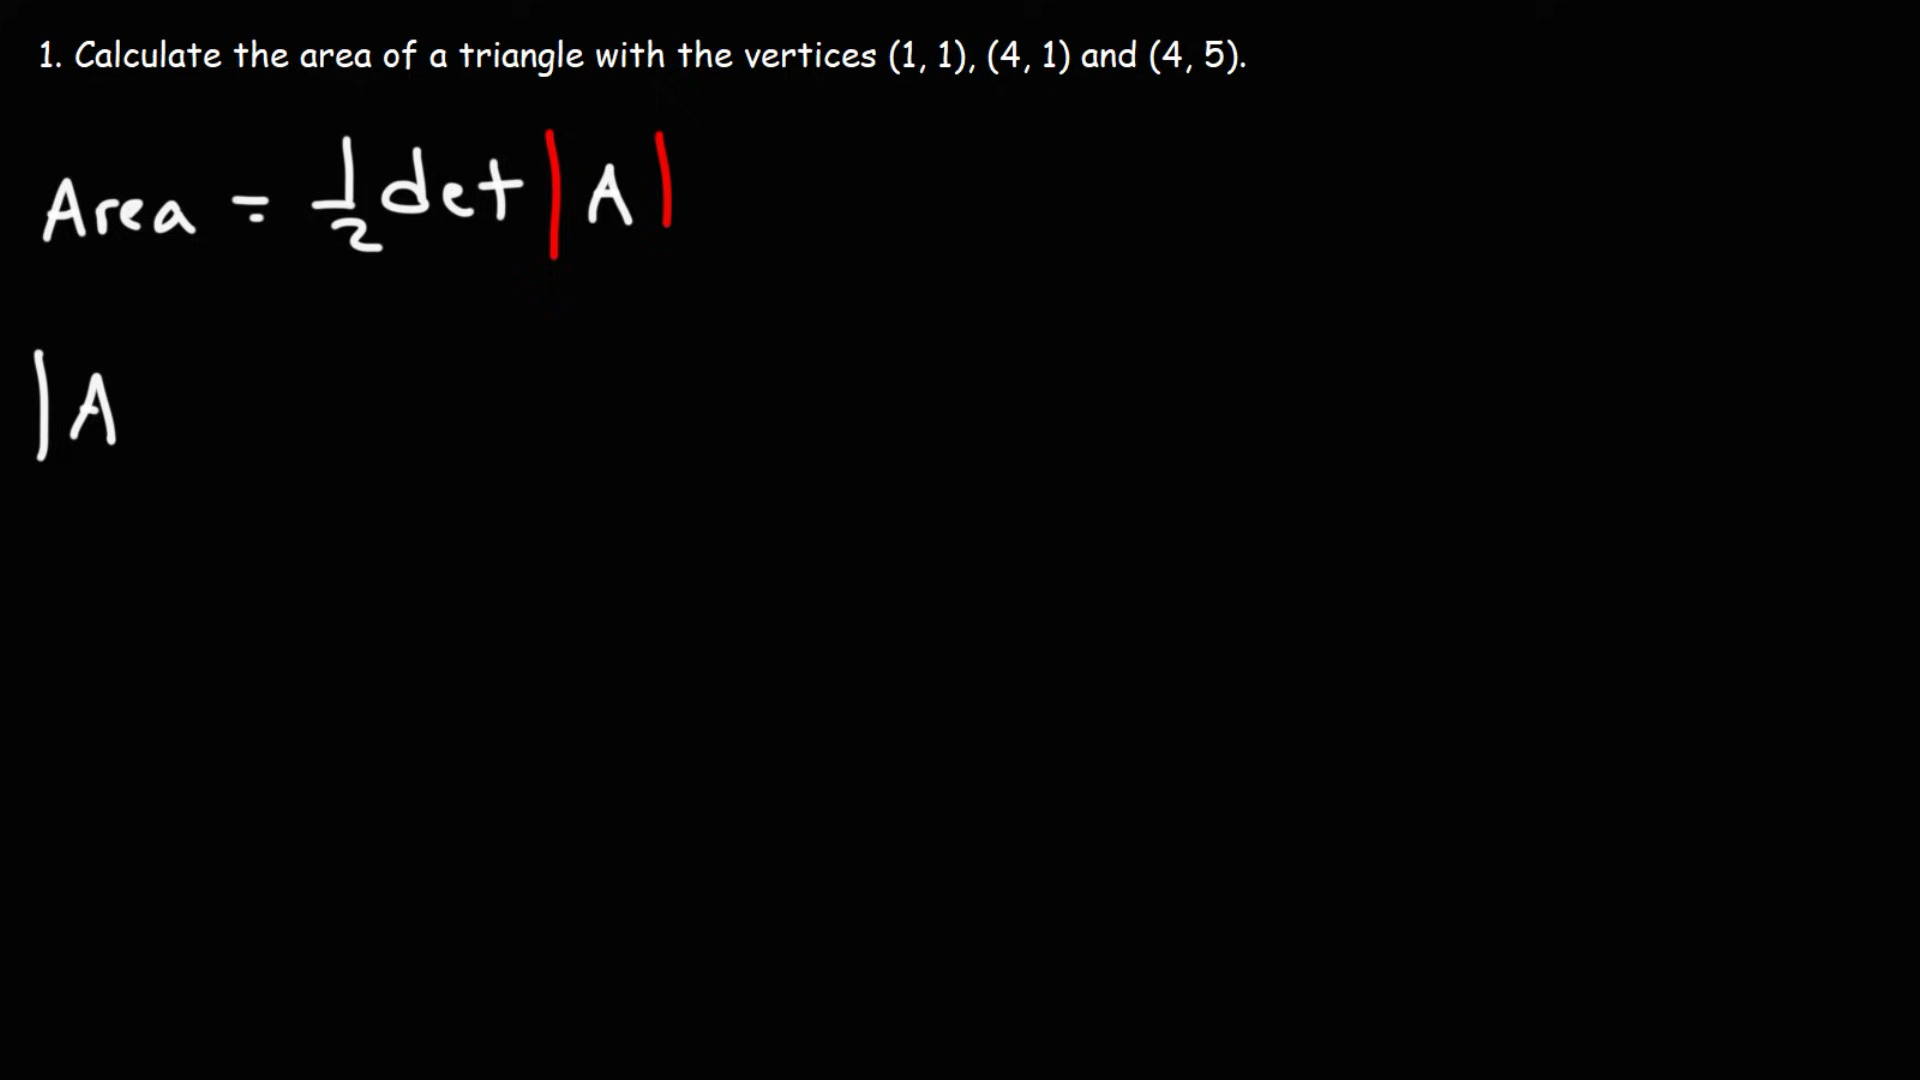 1. Calculate the area of a triangle with the vertices (1, 1), (4, 1) and (4, 5).
Area = 1/2 det |A|
|A